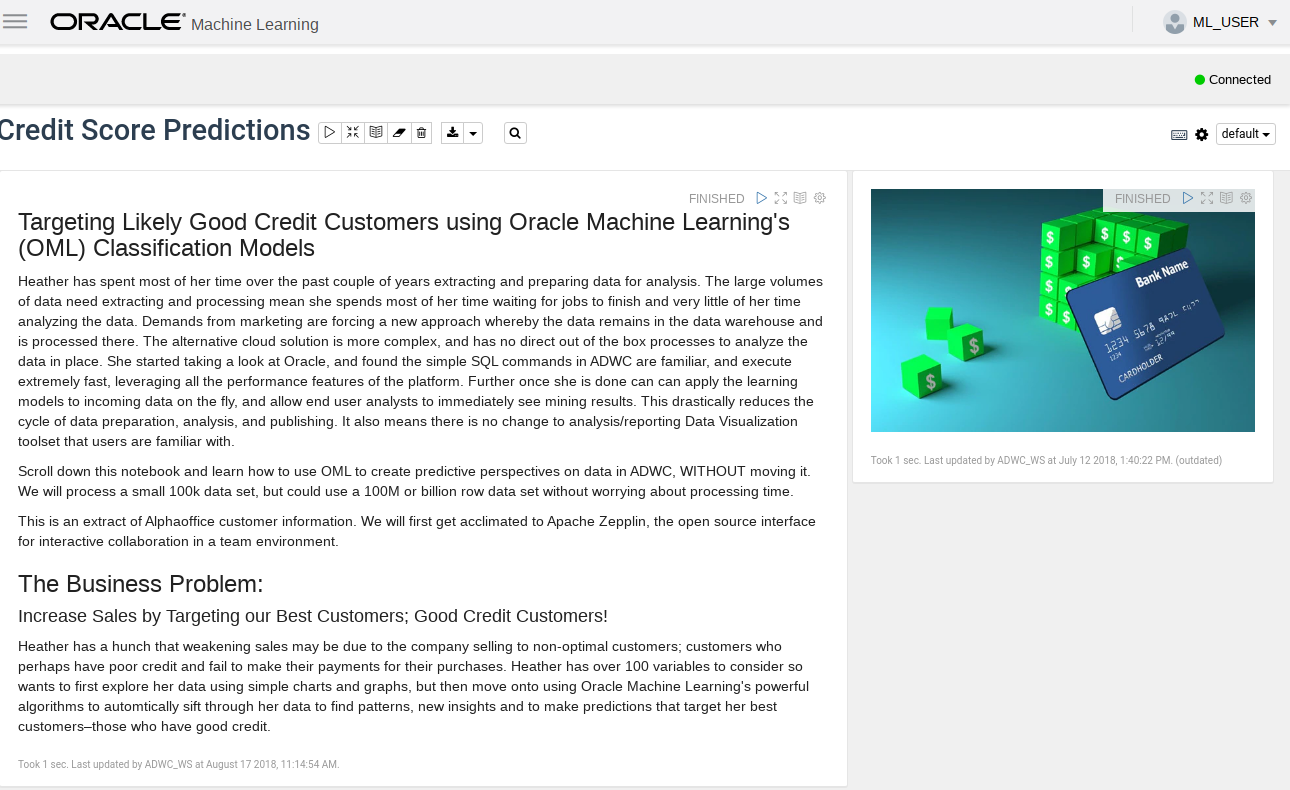 ORACLE® Machine Learning
ML_USER
Connected
Credit Score Predictions
default
FINISHED
Targeting Likely Good Credit Customers using Oracle Machine Learning's
(OML) Classification Models
Heather has spent most of her time over the past couple of years extracting and preparing data for analysis. The large volumes
of data need extracting and processing mean she spends most of her time waiting for jobs to finish and very little of her time
analyzing the data. Demands from marketing are forcing a new approach whereby the data remains in the data warehouse and
is processed there. The alternative cloud solution is more complex, and has no direct out of the box processes to analyze the
data in place. She started taking a look at Oracle, and found the simple SQL commands in ADWC are familiar, and execute
extremely fast, leveraging all the performance features of the platform. Further once she is done can can apply the learning
models to incoming data on the fly, and allow end user analysts to immediately see mining results. This drastically reduces the
cycle of data preparation, analysis, and publishing. It also means there is no change to analysis/reporting Data Visualization
toolset that users are familiar with.
Scroll down this notebook and learn how to use OML to create predictive perspectives on data in ADWC, WITHOUT moving it.
We will process a small 100k data set, but could use a 100M or billion row data set without worrying about processing time.
This is an extract of Alphaoffice customer information. We will first get acclimated to Apache Zepplin, the open source interface
for interactive collaboration in a team environment.
The Business Problem:
Increase Sales by Targeting our Best Customers; Good Credit Customers!
Heather has a hunch that weakening sales may be due to the company selling to non-optimal customers; customers who
perhaps have poor credit and fail to make their payments for their purchases. Heather has over 100 variables to consider so
wants to first explore her data using simple charts and graphs, but then move onto using Oracle Machine Learning's powerful
algorithms to automtically sift through her data to find patterns, new insights and to make predictions that target her best
customers–those who have good credit.
Took 1 sec. Last updated by ADWC_WS at August 17 2018, 11:14:54 AM.
FINISHED
$ $ $ $
$ $ $
$ $
$ $
$
$
Bank Name
1234 5678
1234
CARDHOLDER
Took 1 sec. Last updated by ADWC_WS at July 12 2018, 1:40:22 PM. (outdated)